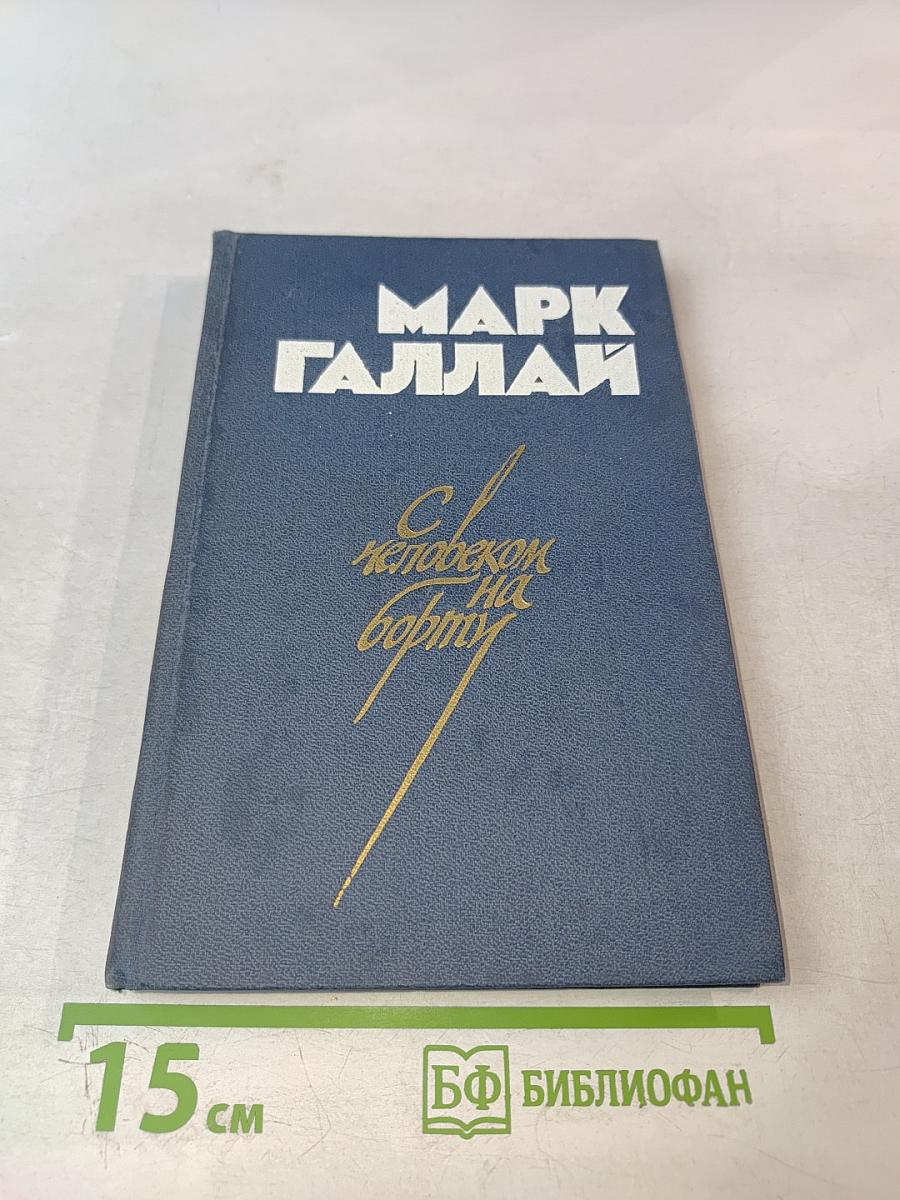 МАРК
ГАЛЛАЙ
С
человеком
на
борту
15 см
БФ БИБЛИОФАН